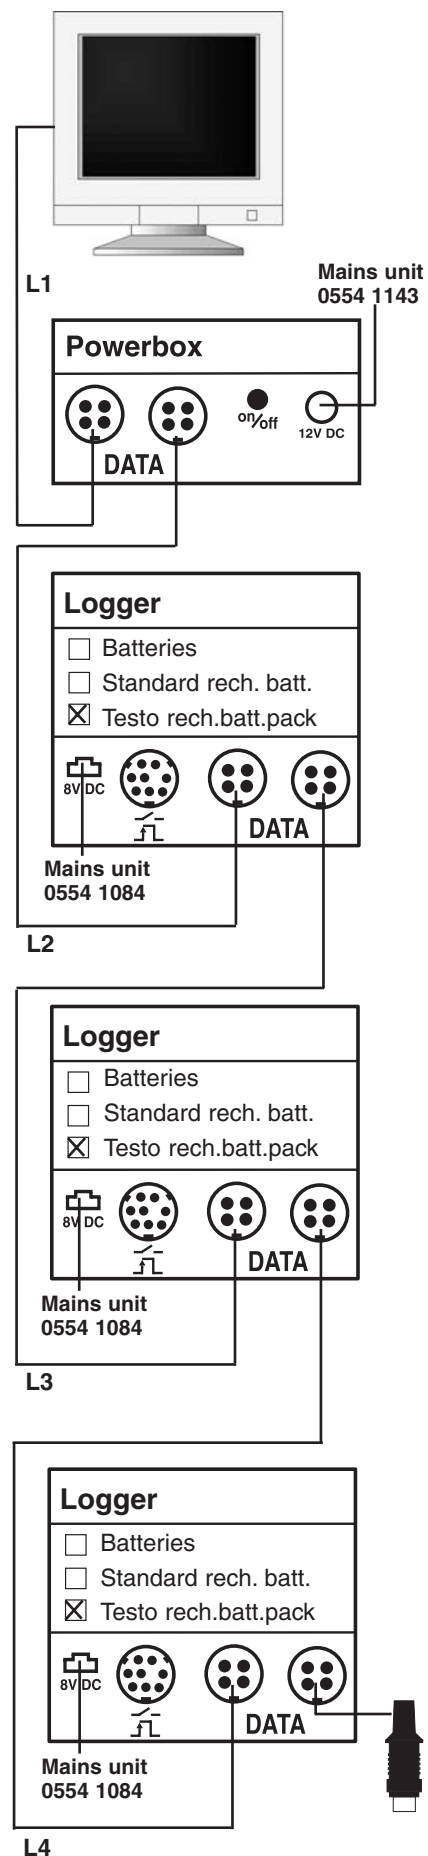 L1
Mains unit
0554 1143
Powerbox
on/off
12V DC
DATA
Logger
Batteries
Standard rech. batt.
Testo rech.batt.pack
8V DC
DATA
Mains unit
0554 1084
L2
Logger
Batteries
Standard rech. batt.
Testo rech.batt.pack
8V DC
DATA
Mains unit
0554 1084
L3
Logger
Batteries
Standard rech. batt.
Testo rech.batt.pack
8V DC
DATA
Mains unit
0554 1084
L4